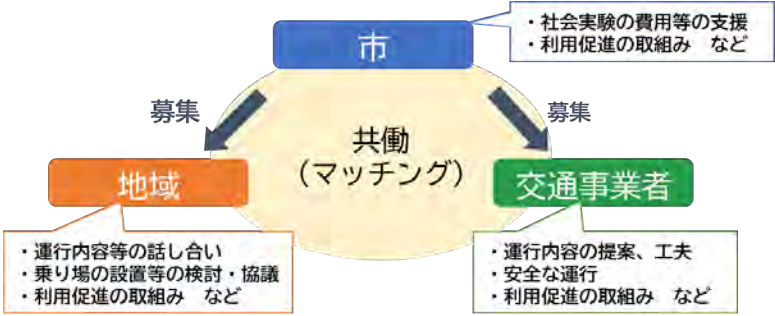 ・社会実験の費用等の支援
・利用促進の取組み　など
市
募集
募集
共働
（マッチング）
地域
交通事業者
・運行内容等の話し合い
・乗り場の設置等の検討・協議
・利用促進の取組み　など
・運行内容の提案、工夫
・安全な運行
・利用促進の取組み　など